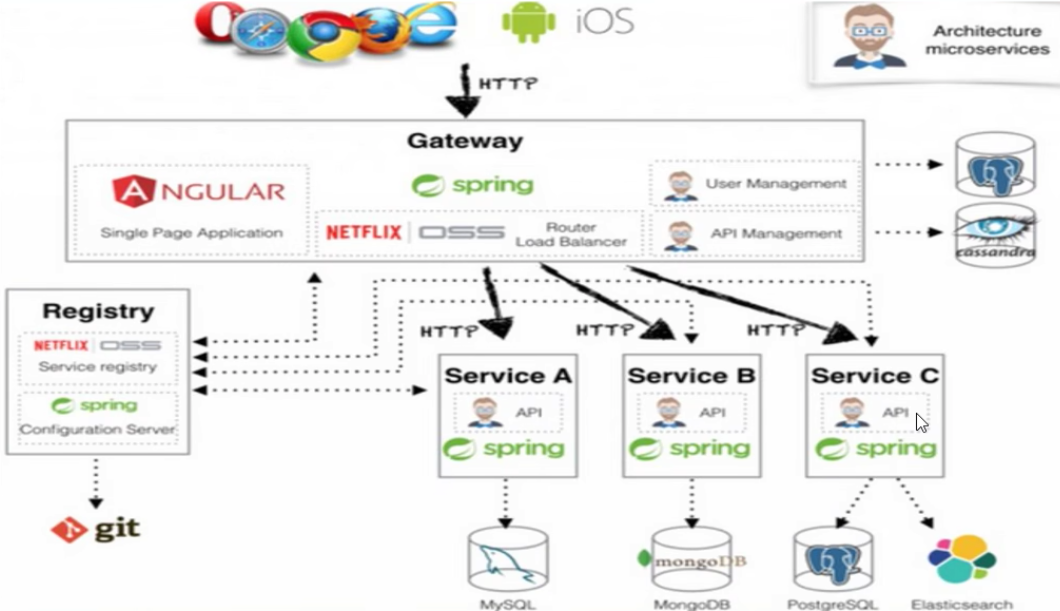 iOS
Architecture
microservices
HTTP
Gateway
ANGULAR
Single Page Application
spring
NETFLIX OSS
Router
Load Balancer
User Management
API Management
cassandra
Registry
NETFLIX OSS
Service registry
spring
Configuration Server
git
HTTP
HTTP
HTTP
Service A
API
spring
Service B
API
spring
Service C
API
spring
MySQL
mongoDB
MongoDB
PostgreSQL
Elasticsearch